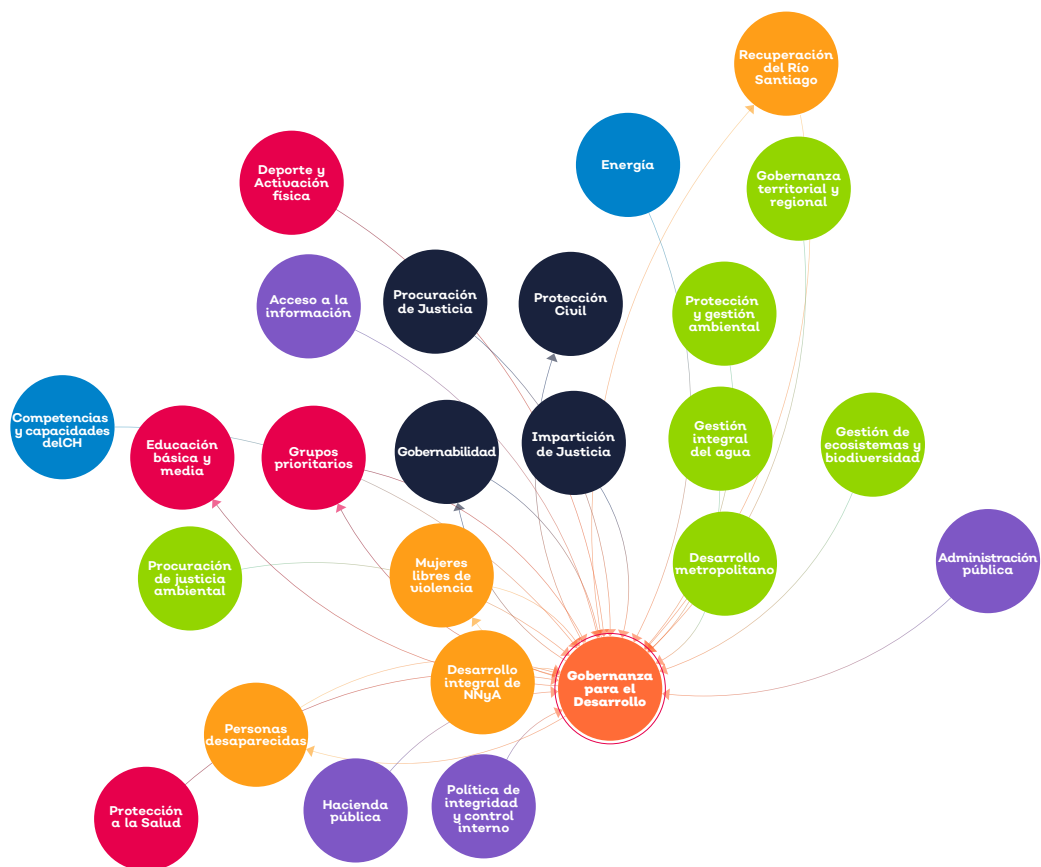 Recuperación
del Río
Santiago
Energía
Gobernanza
territorial y
regional
Deporte y
Activación
física
Acceso a la
información
Procuración
de Justicia
Protección
Civil
Protección
y gestión
ambiental
Competencias
y capacidades
delCH
Educación
básica y
media
Grupos
prioritarios
Gobernabilidad
Impartición
de Justicia
Gestión
integral
del agua
Gestión de
ecosistemas y
biodiversidad
Procuración
de justicia
ambiental
Mujeres
libres de
violencia
Desarrollo
metropolitano
Administración
pública
Desarrollo
integral de
NNyA
Gobernanza
para el
Desarrollo
Personas
desaparecidas
Protección
a la Salud
Hacienda
pública
Política de
integridad
y control
interno